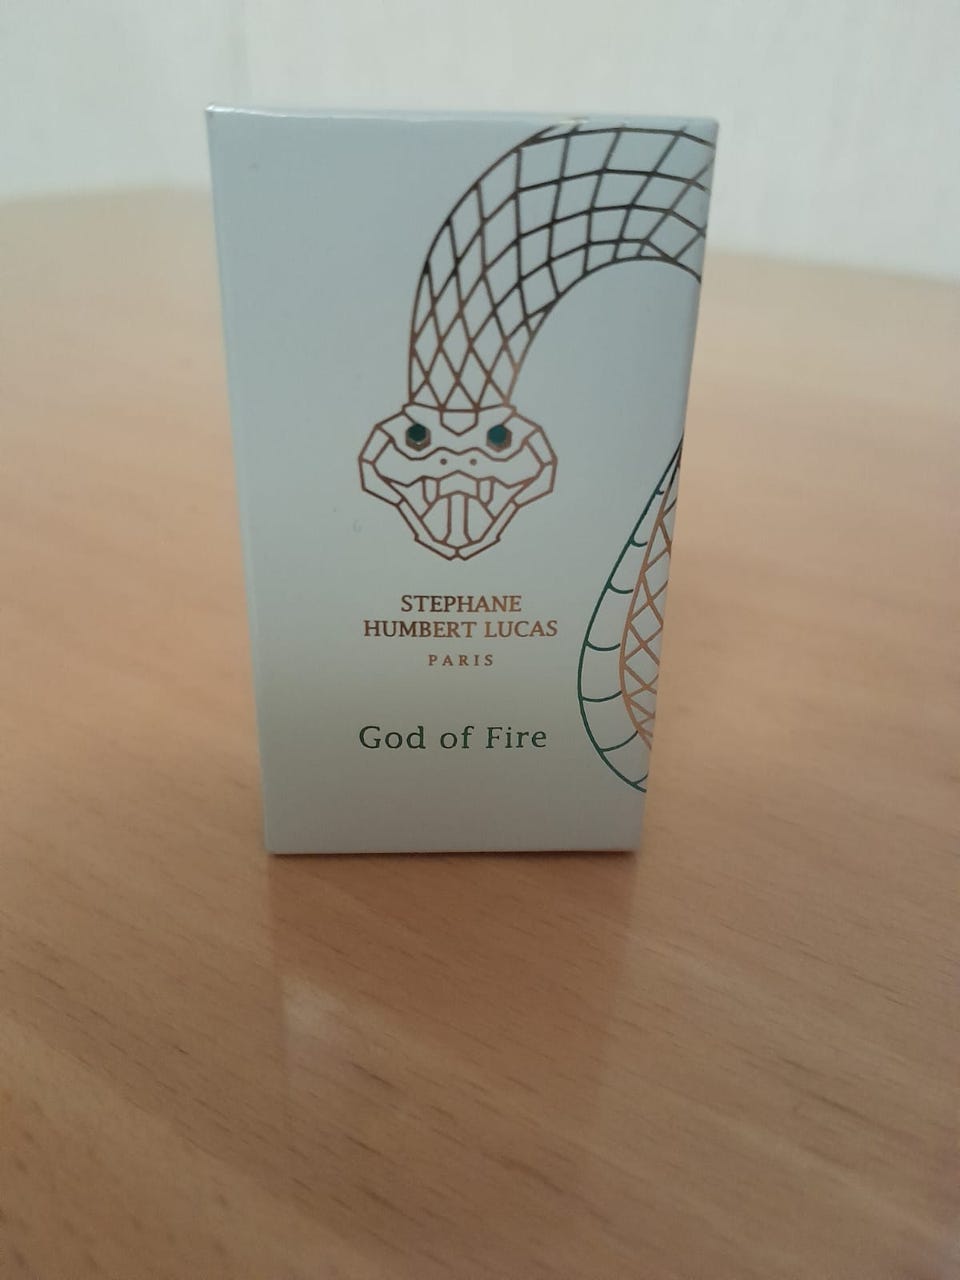 STEPHANE
HUMBERT LUCAS
PARIS
God of Fire